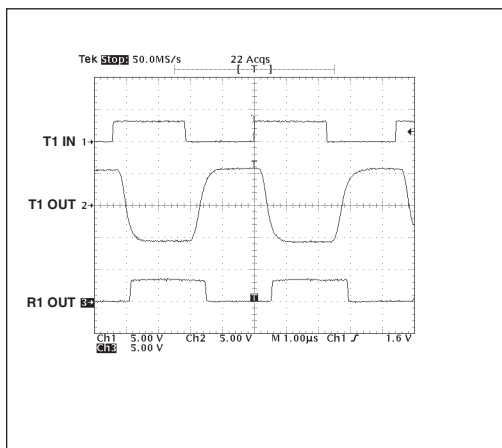 Tek Stop: 50.0MS/s 22 Acqs
[ T ]
T1 IN 1
T1 OUT 2
T
R1 OUT 3
Ch1 5.00 V Ch2 5.00 V M 1.00µs Ch1 1.6 V
Ch3 5.00 V